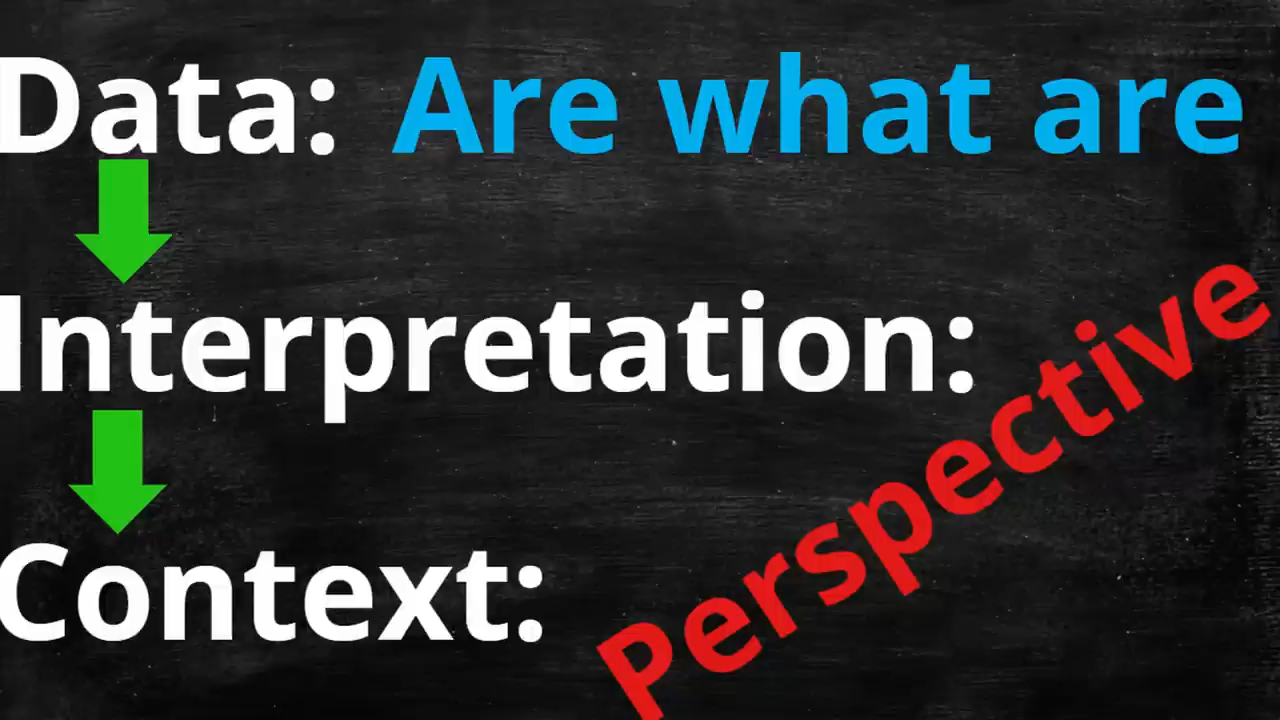 Data: Are what are
Interpretation:
Perspective
Context: